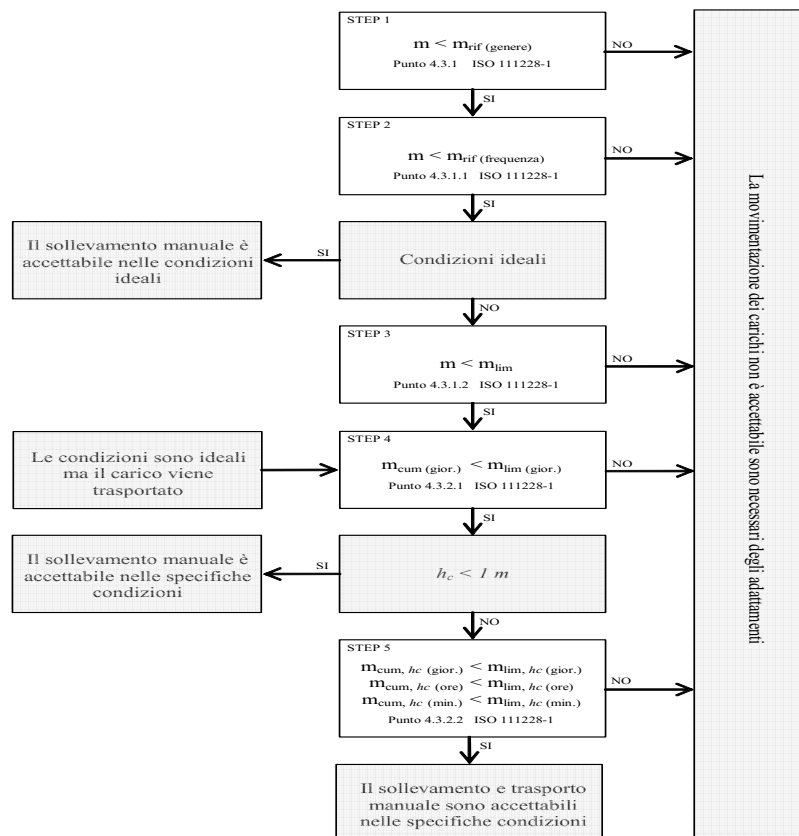 STEP 1
m < mrif (genere)
Punto 4.3.1 ISO 111228-1
NO
SI
STEP 2
m < mrif (frequenza)
Punto 4.3.1.1 ISO 111228-1
NO
SI
Il sollevamento manuale è
accettabile nelle condizioni
ideali
SI
Condizioni ideali
NO
STEP 3
m < mlim
Punto 4.3.1.2 ISO 111228-1
NO
SI
Le condizioni sono ideali
ma il carico viene
trasportato
STEP 4
mcum (gior.) < mlim (gior.)
Punto 4.3.2.1 ISO 111228-1
NO
SI
Il sollevamento manuale è
accettabile nelle specifiche
condizioni
SI
hc < 1 m
NO
STEP 5
mcum, hc (gior.) < mlim, hc (gior.)
mcum, hc (ore) < mlim, hc (ore)
mcum, hc (min.) < mlim, hc (min.)
Punto 4.3.2.2 ISO 111228-1
NO
SI
Il sollevamento e trasporto
manuale sono accettabili
nelle specifiche condizioni
La movimentazione dei carichi non è accettabile sono necessari degli adattamenti